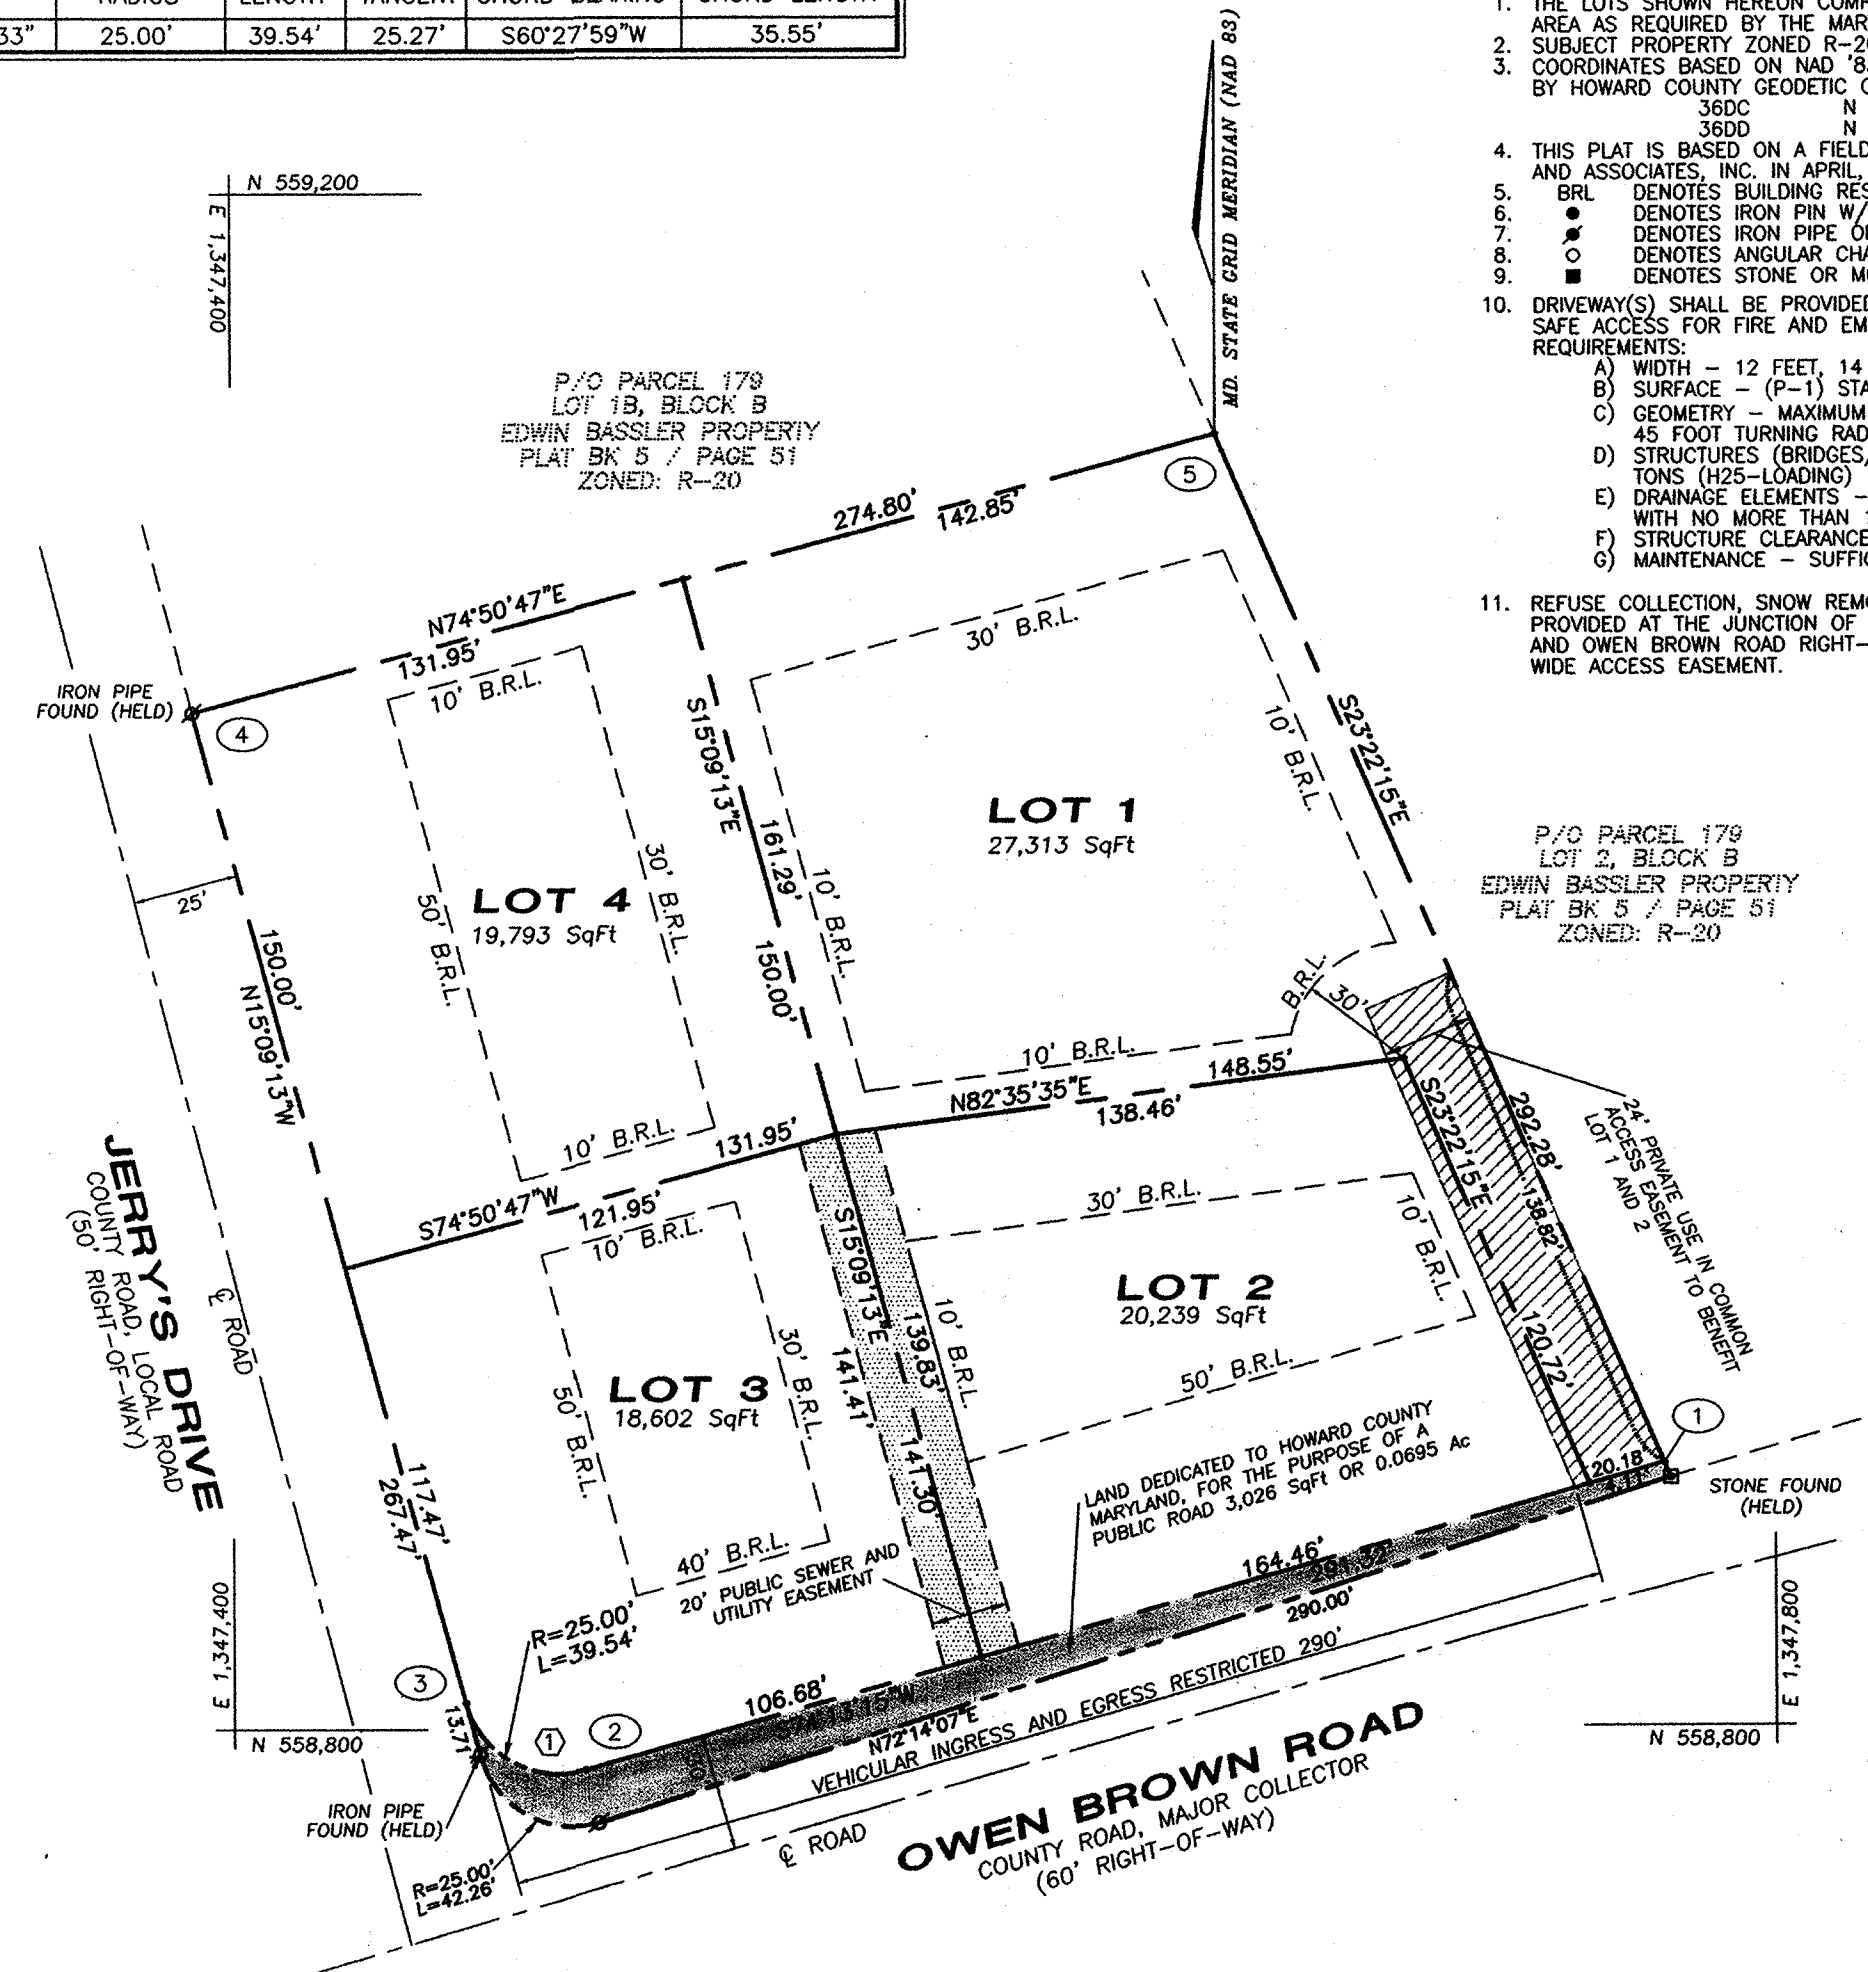 RADIUS LENGTH TANGENT CHORD BEARING CHORD LENGTH
33" 25.00' 39.54' 25.27' S60°27'59"W 35.55'
1. THE LOTS SHOWN HEREON
AREA AS REQUIRED BY THE
2. SUBJECT PROPERTY ZONED
3. COORDINATES BASED ON NAD
BY HOWARD COUNTY GEODETIC
36DC N
36DD N
4. THIS PLAT IS BASED ON A FIELD
AND ASSOCIATES, INC. IN APRIL,
5. BRL DENOTES BUILDING
6. ● DENOTES IRON PIN
7. DENOTES IRON PIPE
8. ○ DENOTES ANGULAR
9. ■ DENOTES STONE OR
10. DRIVEWAY(S) SHALL BE PROVIDED
SAFE ACCESS FOR FIRE AND
REQUIREMENTS:
A) WIDTH – 12 FEET, 14
B) SURFACE – (P–1)
C) GEOMETRY – MAXIMUM
45 FOOT TURNING
D) STRUCTURES (BRIDGES,
TONS (H25–LOADING)
E) DRAINAGE ELEMENTS –
WITH NO MORE THAN 1
F) STRUCTURE CLEARANCE
G) MAINTENANCE –
11. REFUSE COLLECTION, SNOW
PROVIDED AT THE JUNCTION OF
AND OWEN BROWN ROAD RIGHT–
WIDE ACCESS EASEMENT.
MD. STATE GRID MERIDIAN (NAD 83)
N 559,200
E 1,347,400
P/O PARCEL 179
LOT 1B, BLOCK B
EDWIN BASSLER PROPERTY
PLAT BK 5 / PAGE 51
ZONED: R–20
5
274.80'
142.85'
N74°50'47"E
131.95'
10' B.R.L.
30' B.R.L.
IRON PIPE
FOUND (HELD)
4
S15°09'13"E
161.29'
150.00'
10' B.R.L.
S23°22'15"E
10' B.R.L.
LOT 1
27,313 SqFt
LOT 4
19,793 SqFt
30' B.R.L.
50' B.R.L.
25'
150.00'
N15°09'13"W
P/O PARCEL 179
LOT 2, BLOCK B
EDWIN BASSLER PROPERTY
PLAT BK 5 / PAGE 51
ZONED: R–20
B.R.L.
30'
10' B.R.L.
148.55'
N82°35'35"E
138.46'
10' B.R.L.
131.95'
S74°50'47"W
121.95'
10' B.R.L.
S23°22'15"E
292.28'
138.82'
120.72'
24' PRIVATE USE IN COMMON
ACCESS EASEMENT TO BENEFIT
LOT 1 AND 2
30' B.R.L.
10' B.R.L.
LOT 2
20,239 SqFt
50' B.R.L.
S15°09'13"E
139.83'
10' B.R.L.
141.41'
141.30'
LOT 3
18,602 SqFt
30' B.R.L.
50' B.R.L.
40' B.R.L.
JERRY'S DRIVE
COUNTY ROAD, LOCAL ROAD
(50' RIGHT–OF–WAY)
℄ ROAD
117.47'
267.47'
LAND DEDICATED TO HOWARD COUNTY
MARYLAND, FOR THE PURPOSE OF A
PUBLIC ROAD 3,026 SqFt OR 0.0695 Ac
1
20.18'
4.11'
STONE FOUND
(HELD)
20' PUBLIC SEWER AND
UTILITY EASEMENT
R=25.00'
L=39.54'
164.46'
291.32'
290.00'
E 1,347,400
N 558,800
E 1,347,800
N 558,800
3
13.71
1
2
106.68'
S74°13'15"W
N72°14'07"E
VEHICULAR INGRESS AND EGRESS RESTRICTED 290'
IRON PIPE
FOUND (HELD)
R=25.00'
L=42.26'
℄ ROAD
OWEN BROWN ROAD
COUNTY ROAD, MAJOR COLLECTOR
(60' RIGHT–OF–WAY)